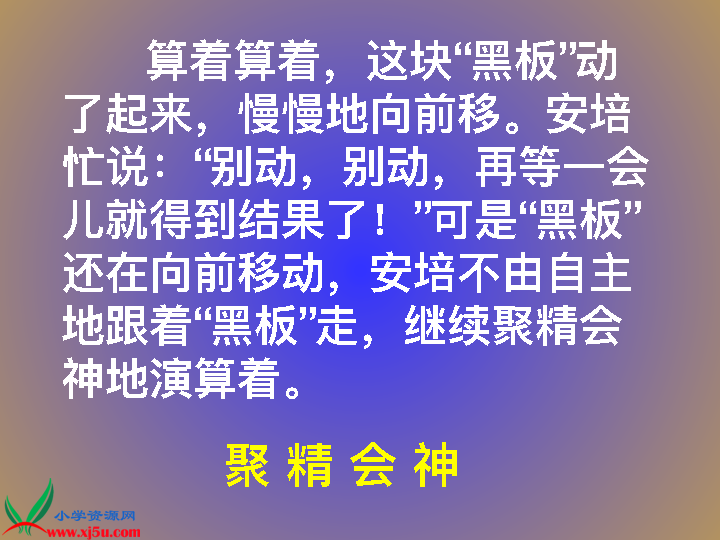 算着算着，这块“黑板”动
了起来，慢慢地向前移。安培
忙说：“别动，别动，再等一会
儿就得到结果了！”可是“黑板”
还在向前移动，安培不由自主
地跟着“黑板”走，继续聚精会
神地演算着。
聚精会神
小学资源网
www.xj5u.com